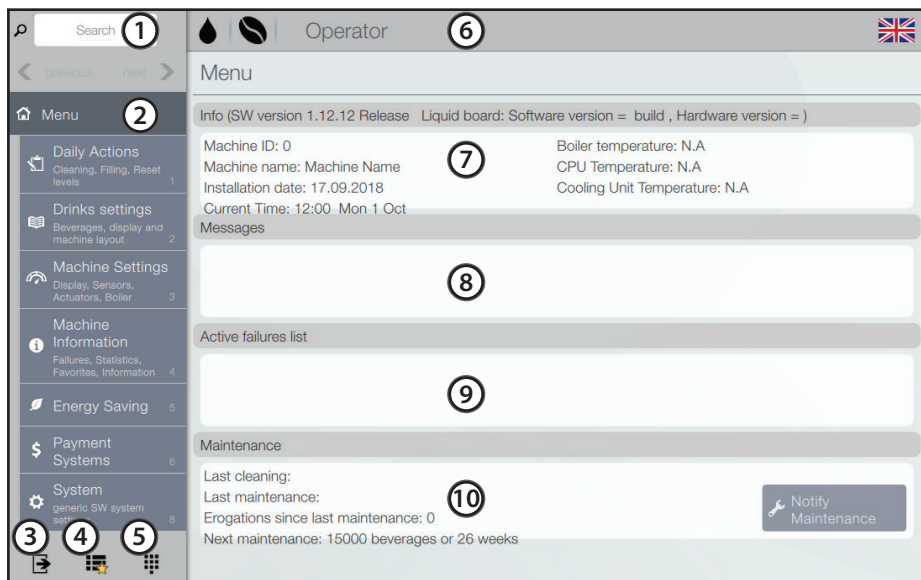 Search
1
previous
next
2
Menu
Daily Actions
Cleaning, Filling, Reset
levels
1
Drinks settings
Beverages, display and
machine layout
2
Machine Settings
Display, Sensors,
Actuators, Boiler
3
Machine
Information
Failures, Statistics,
Favorites, Information
4
Energy Saving
5
Payment
Systems
6
System
generic SW system
8
3
4
5
Operator
6
Menu
Info (SW version 1.12.12 Release Liquid board: Software version = build , Hardware version = )
Machine ID: 0
Machine name: Machine Name
Installation date: 17.09.2018
Current Time: 12:00 Mon 1 Oct
7
Boiler temperature: N.A
CPU Temperature: N.A
Cooling Unit Temperature: N.A
Messages
8
Active failures list
9
Maintenance
Last cleaning:
Last maintenance:
Erogations since last maintenance: 0
Next maintenance: 15000 beverages or 26 weeks
10
Notify
Maintenance